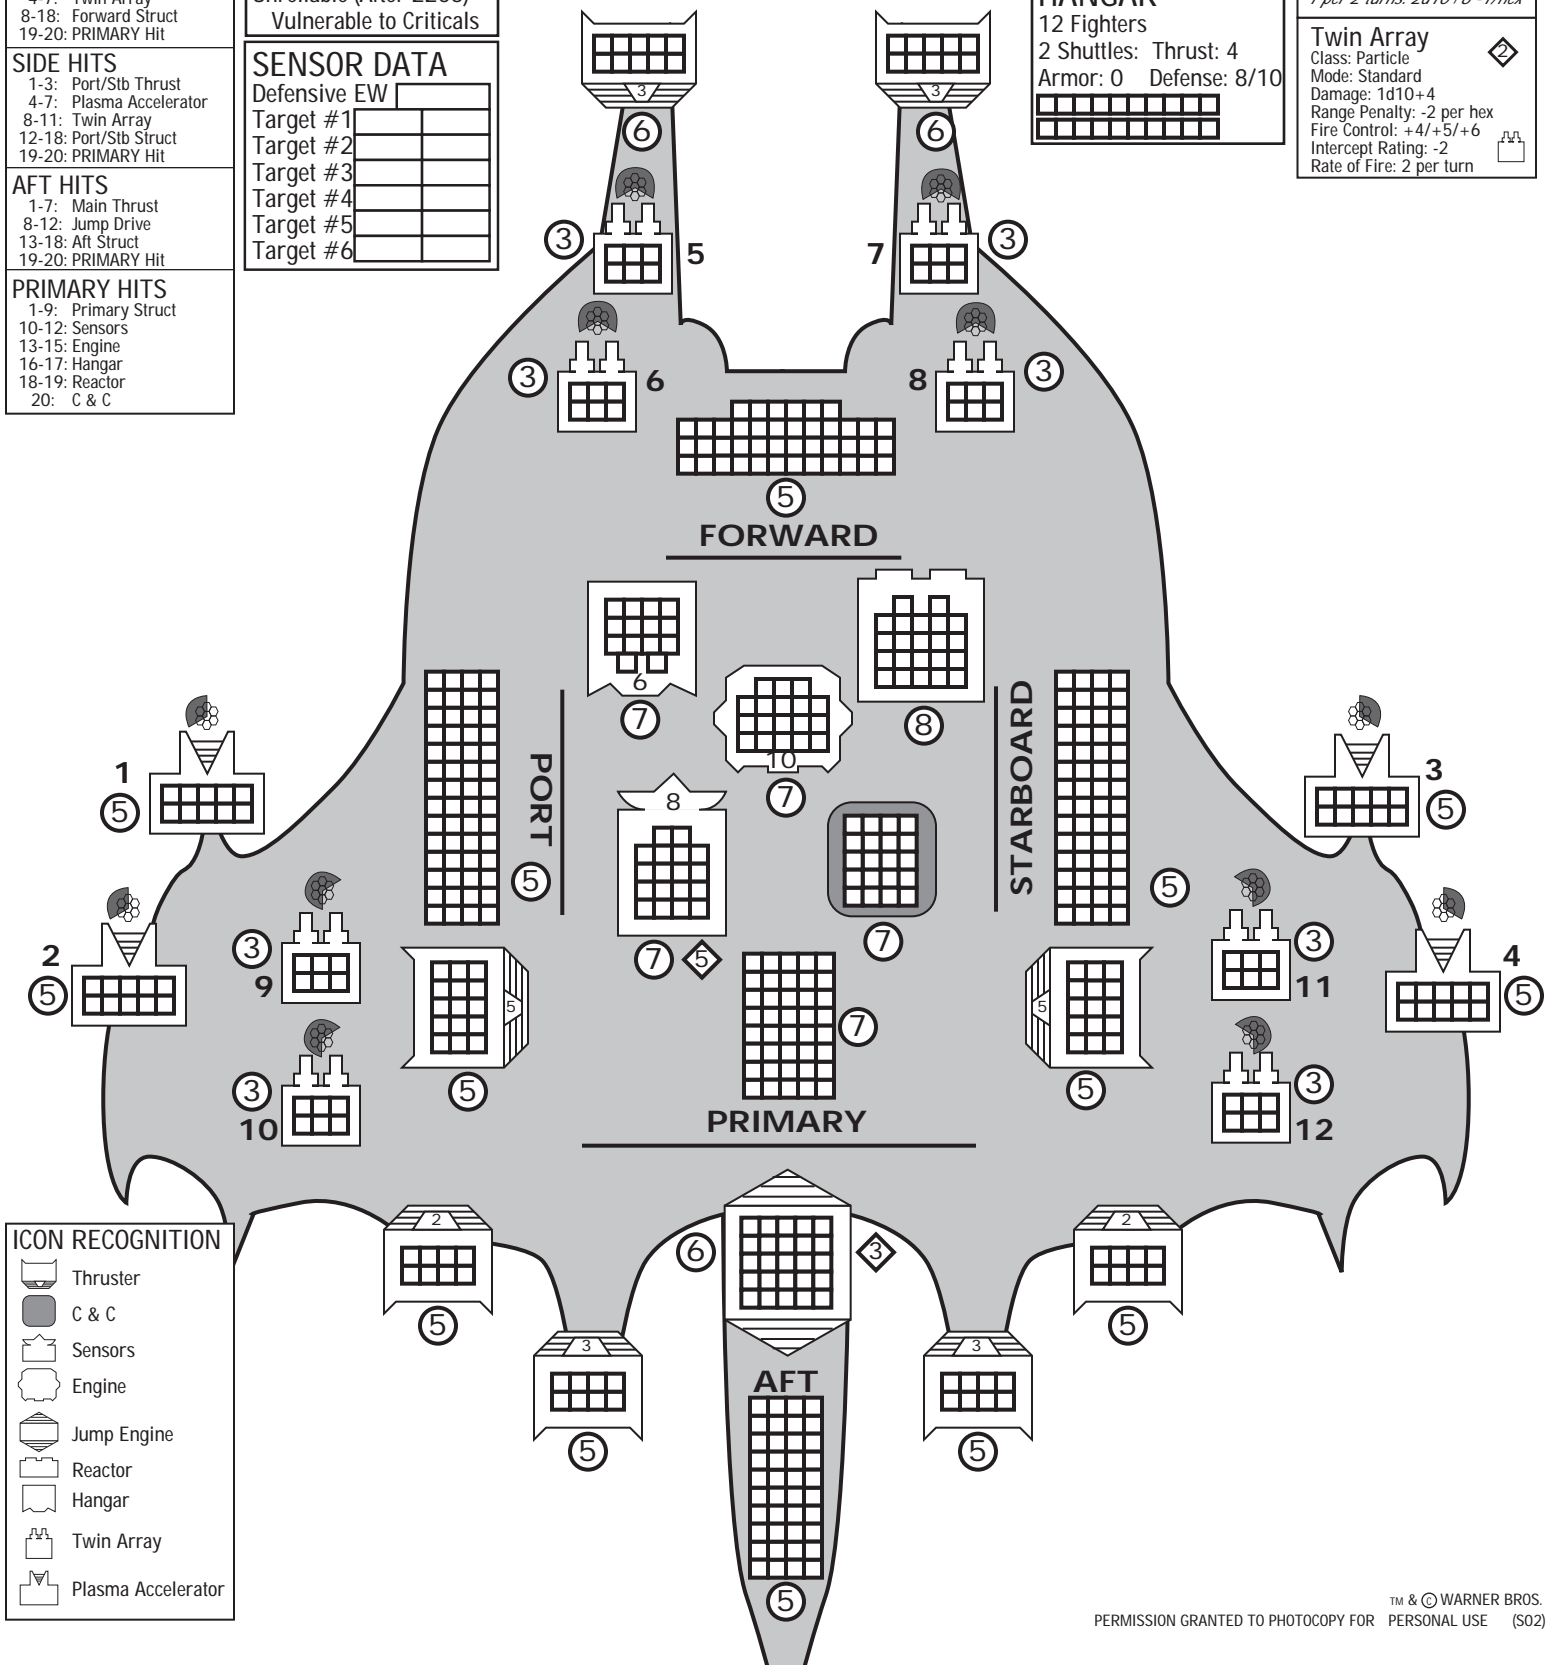 4-7: Twin Array
8-18: Forward Struct
19-20: PRIMARY Hit
SIDE HITS
1-3: Port/Stb Thrust
4-7: Plasma Accelerator
8-11: Twin Array
12-18: Port/Stb Struct
19-20: PRIMARY Hit
AFT HITS
1-7: Main Thrust
8-12: Jump Drive
13-18: Aft Struct
19-20: PRIMARY Hit
PRIMARY HITS
1-9: Primary Struct
10-12: Sensors
13-15: Engine
16-17: Hangar
18-19: Reactor
20: C & C
Vulnerable to Criticals
SENSOR DATA
Defensive EW
Target #1
Target #2
Target #3
Target #4
Target #5
Target #6
HANGAR
12 Fighters
2 Shuttles: Thrust: 4
Armor: 0 Defense: 8/10
Twin Array
2
Class: Particle
Mode: Standard
Damage: 1d10+4
Range Penalty: -2 per hex
Fire Control: +4/+5/+6
Intercept Rating: -2
Rate of Fire: 2 per turn
3
3
6
6
3
5
7
3
3
6
8
3
5
FORWARD
6
7
8
10
7
PORT
5
STARBOARD
5
8
7
5
7
1
5
3
5
2
5
4
5
3
9
3
11
5
5
5
5
7
3
10
3
12
PRIMARY
2
5
6
3
2
5
3
5
3
5
AFT
5
ICON RECOGNITION
Thruster
C & C
Sensors
Engine
Jump Engine
Reactor
Hangar
Twin Array
Plasma Accelerator
TM & © WARNER BROS.
PERMISSION GRANTED TO PHOTOCOPY FOR PERSONAL USE (S02)